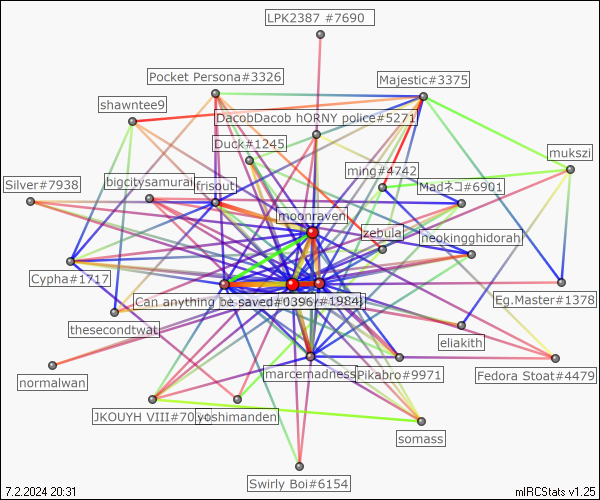 LPK2387 #7690
Pocket Persona#3326
Majestic#3375
shawntee9
DacobDacob hORNY police#5271
Duck#1245
mukszi
ming#4742
Silver#7938
bigcitysamurai
frisout
Madネコ#6901
moonraven
zebula
neokingghidorah
Cypha#1717
Can anything be saved#0396
#1984
Eg.Master#1378
thesecondtwat
eliakith
marcemadness
Pikabro#9971
Fedora Stoat#4479
normalwan
JKOUYH VIII#70
yoshimanden
somass
Swirly Boi#6154
7.2.2024 20:31
mIRCStats v1.25